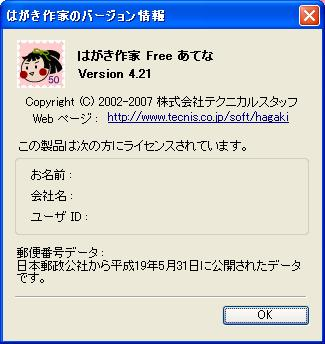 はがき作家のバージョン情報
50
はがき作家 Free あてな
Version 4.21
Copyright (C) 2002-2007 株式会社テクニカルスタッフ
Web ページ： http://www.tecnis.co.jp/soft/hagaki
この製品は次の方にライセンスされています。
お名前：
会社名：
ユーザ ID：
郵便番号データ：
日本郵政公社から平成19年5月31日に公開されたデータ
です。
OK